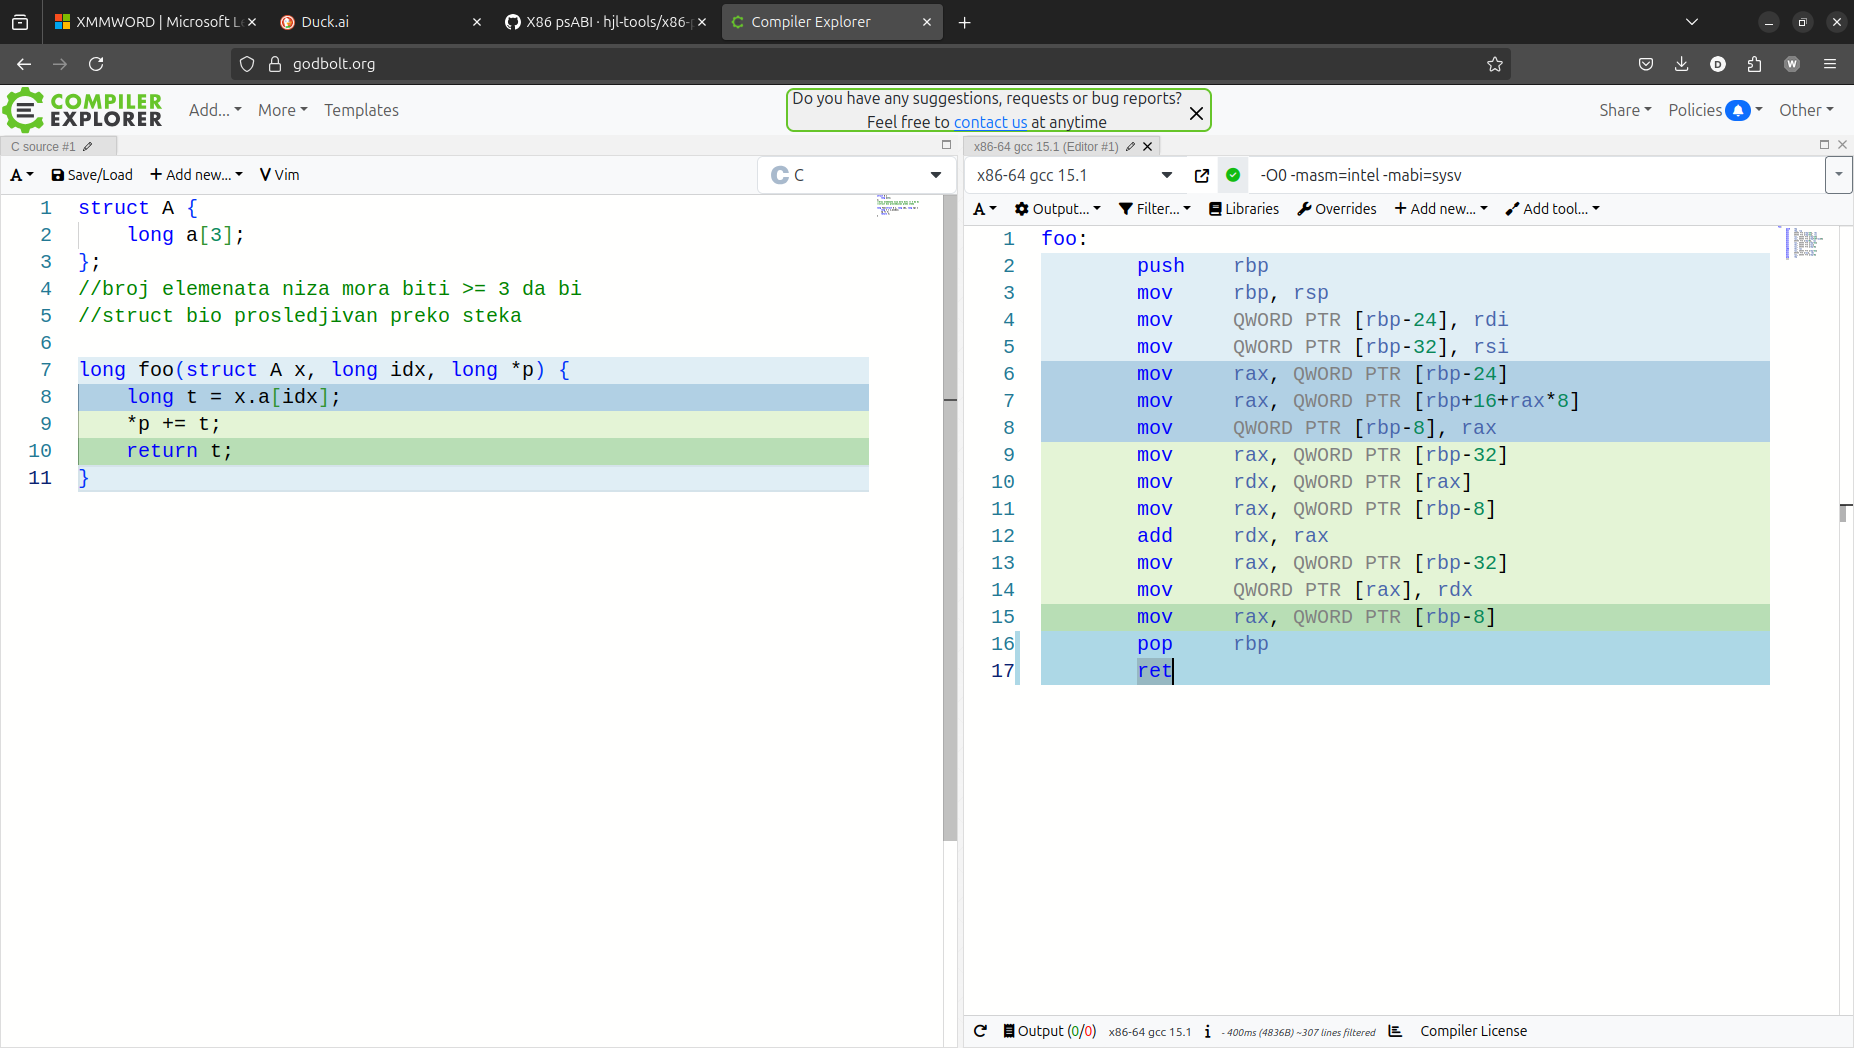 XMMWORD | Microsoft Le
Duck.ai
X86 psABI · hjl-tools/x86-p
Compiler Explorer
godbolt.org
COMPILER
EXPLORER
Add...
More
Templates
Do you have any suggestions, requests or bug reports?
Feel free to contact us at anytime
Share
Policies
Other
C source #1
A
Save/Load
Add new...
Vim
C
1 struct A {
2     long a[3];
3 };
4 //broj elemenata niza mora biti >= 3 da bi
5 //struct bio prosledjivan preko steka
6
7 long foo(struct A x, long idx, long *p) {
8     long t = x.a[idx];
9     *p += t;
10     return t;
11 }
x86-64 gcc 15.1 (Editor #1)
x86-64 gcc 15.1
-O0 -masm=intel -mabi=sysv
A
Output...
Filter...
Libraries
Overrides
Add new...
Add tool...
1 foo:
2         push    rbp
3         mov     rbp, rsp
4         mov     QWORD PTR [rbp-24], rdi
5         mov     QWORD PTR [rbp-32], rsi
6         mov     rax, QWORD PTR [rbp-24]
7         mov     rax, QWORD PTR [rbp+16+rax*8]
8         mov     QWORD PTR [rbp-8], rax
9         mov     rax, QWORD PTR [rbp-32]
10         mov     rdx, QWORD PTR [rax]
11         mov     rax, QWORD PTR [rbp-8]
12         add     rdx, rax
13         mov     rax, QWORD PTR [rbp-32]
14         mov     QWORD PTR [rax], rdx
15         mov     rax, QWORD PTR [rbp-8]
16         pop     rbp
17         ret
Output (0/0)
x86-64 gcc 15.1
- 400ms (4836B) ~307 lines filtered
Compiler License